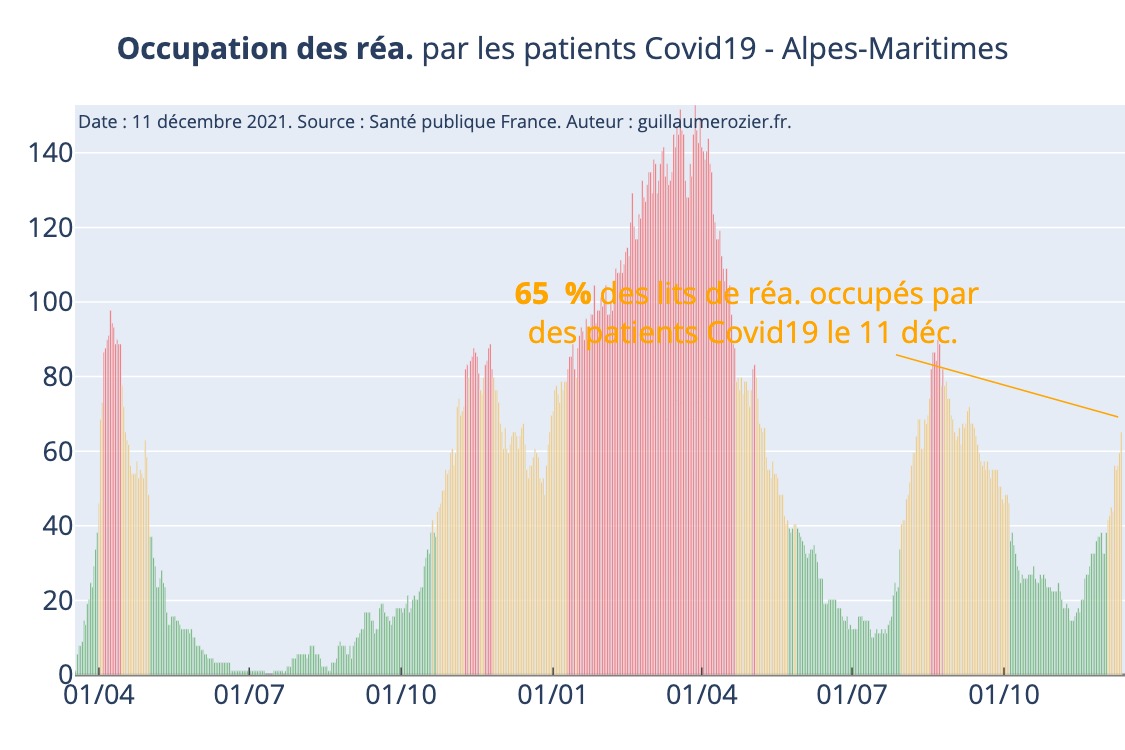 Occupation des réa. par les patients Covid19 - Alpes-Maritimes
Date : 11 décembre 2021. Source : Santé publique France. Auteur : guillaumerozier.fr.
140
120
100
80
60
40
20
0
65 % des lits de réa. occupés par
des patients Covid19 le 11 déc.
01/04 01/07 01/10 01/01 01/04 01/07 01/10